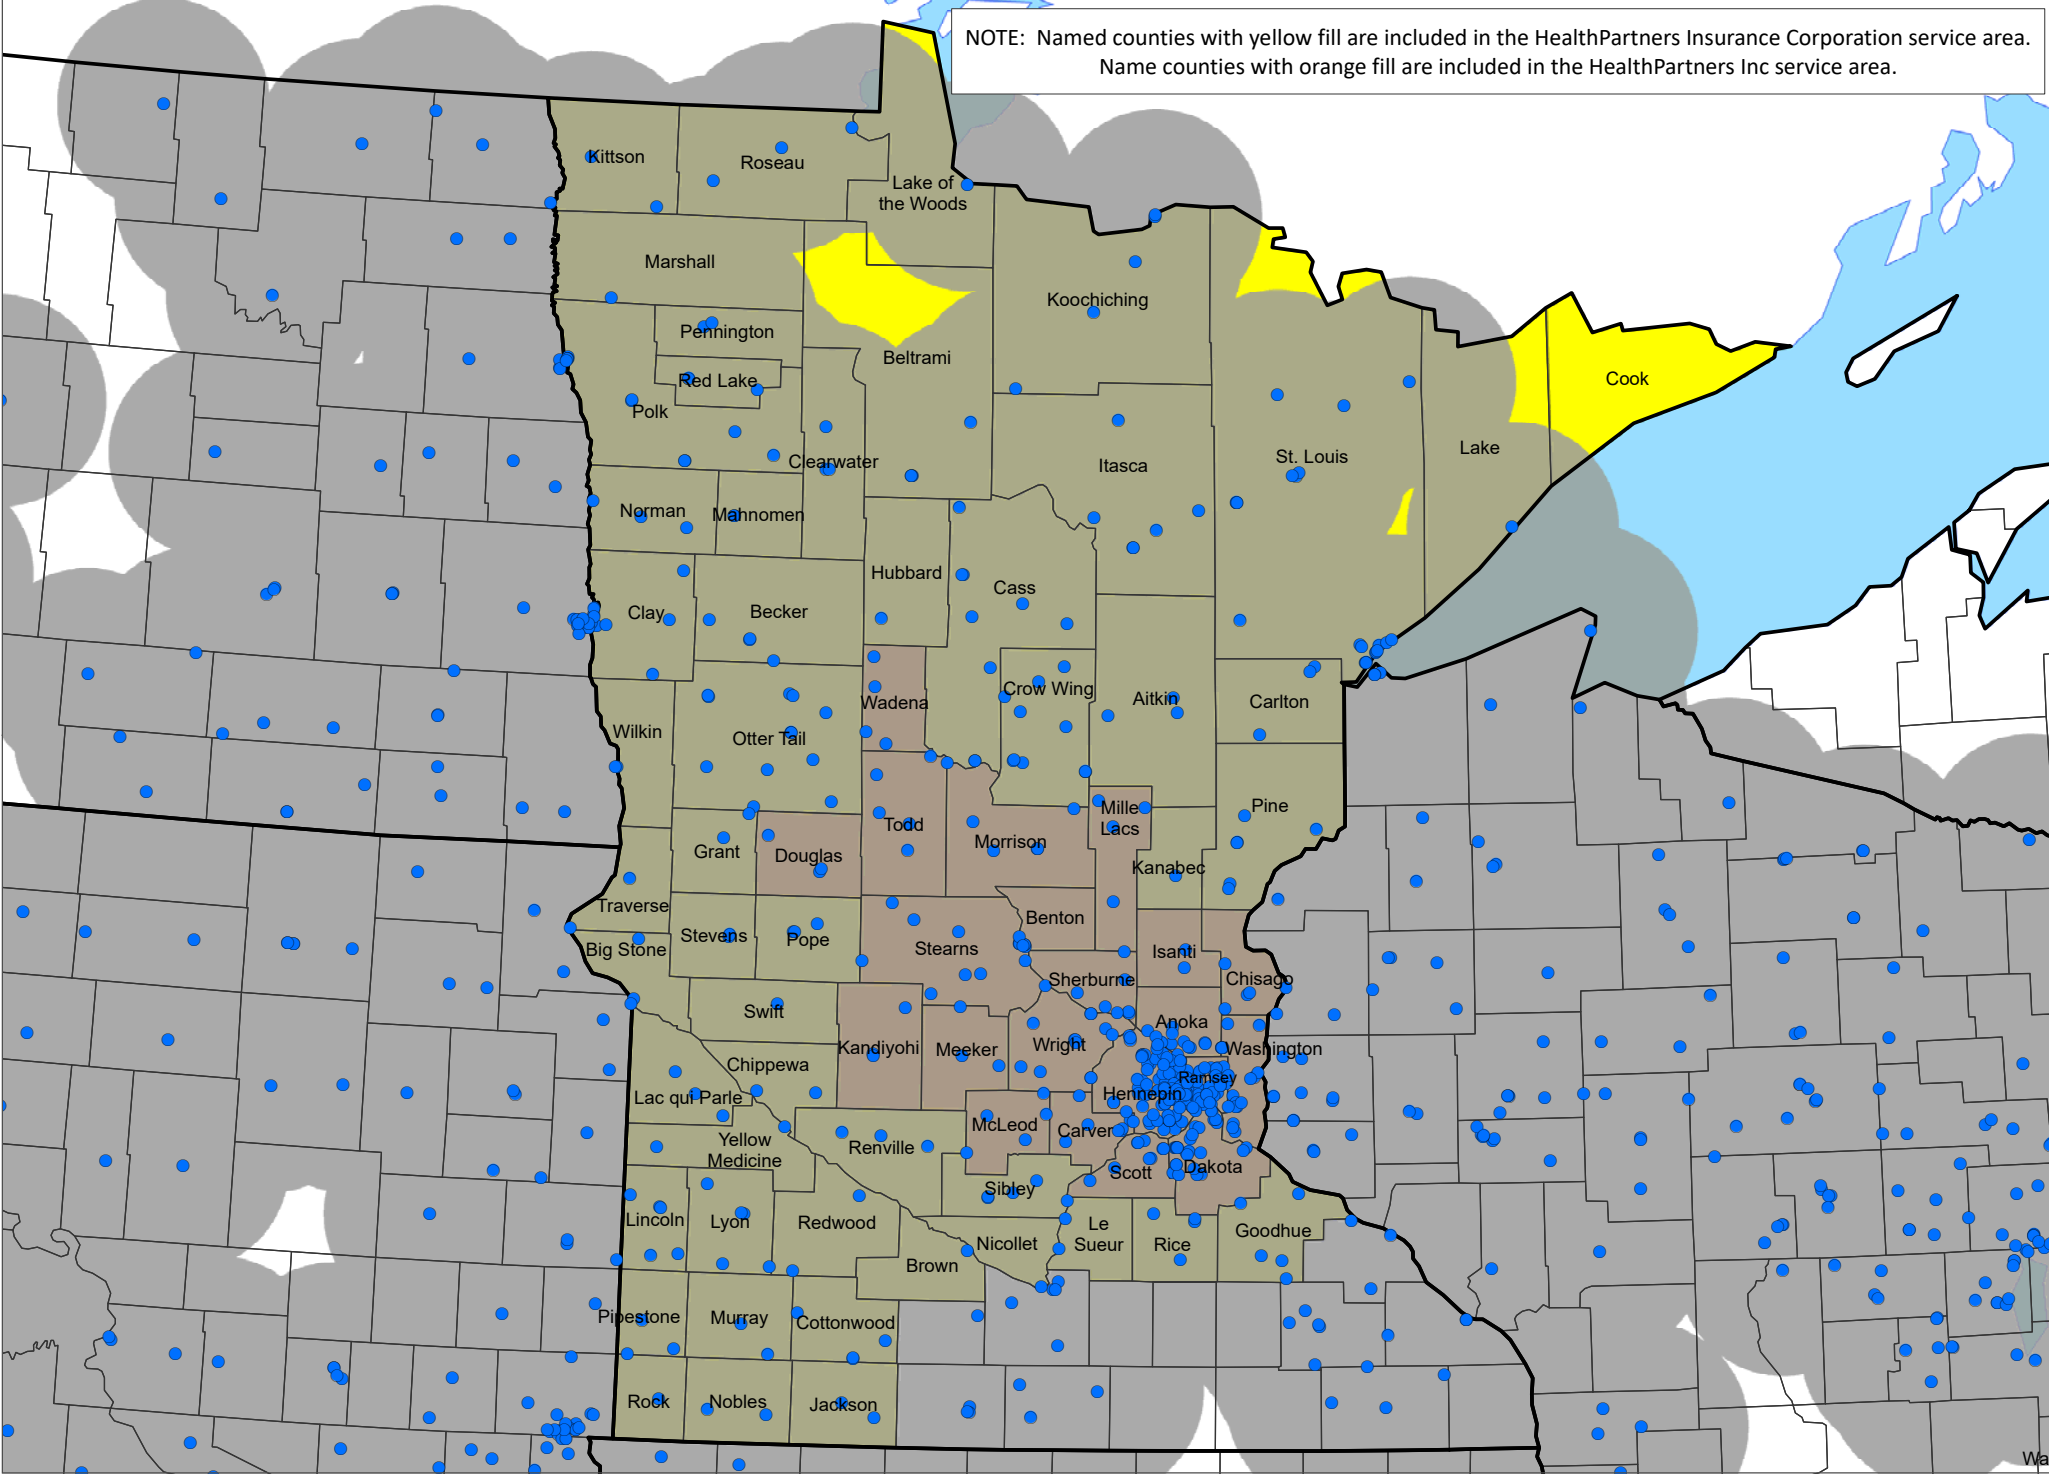 NOTE: Named counties with yellow fill are included in the HealthPartners Insurance Corporation service area.
Name counties with orange fill are included in the HealthPartners Inc service area.
Kittson
Roseau
Lake of
the Woods
Marshall
Koochiching
Pennington
Beltrami
Red Lake
Cook
Polk
Lake
St. Louis
Clearwater
Itasca
Norman
Mahnomen
Hubbard
Cass
Clay
Becker
Crow Wing
Wadena
Aitkin
Carlton
Wilkin
Otter Tail
Pine
Mille
Lacs
Todd
Morrison
Grant
Douglas
Kanabec
Traverse
Benton
Stevens
Pope
Big Stone
Stearns
Isanti
Sherburne
Chisago
Swift
Anoka
Kandiyohi
Meeker
Wright
Washington
Chippewa
Ramsey
Hennepin
Lac qui Parle
McLeod
Carver
Yellow
Medicine
Renville
Scott
Dakota
Sibley
Lincoln
Lyon
Redwood
Le
Sueur
Nicollet
Rice
Goodhue
Brown
Pipestone
Murray
Cottonwood
Rock
Nobles
Jackson
Wa